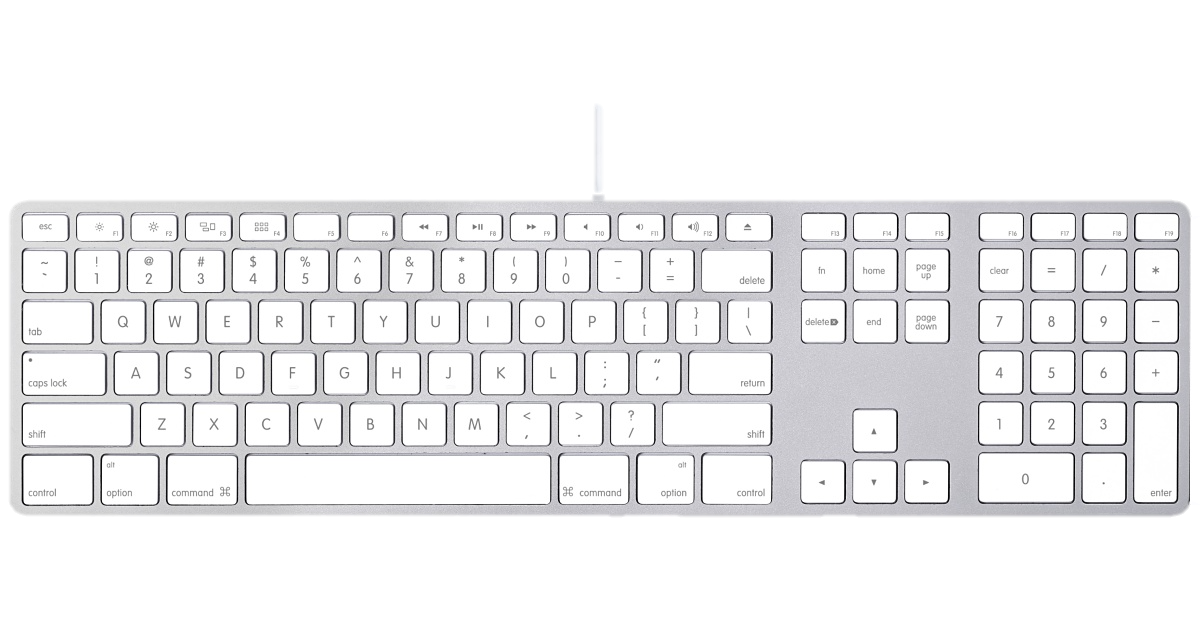 esc F1 F2 F3 F4 F5 F6 F7 F8 F9 F10 F11 F12 F13 F14 F15 F16 F17 F18 F19
~ ! @ # $ % ^ & * ( ) – +
` 1 2 3 4 5 6 7 8 9 0 - = delete fn home page up clear = / *
tab Q W E R T Y U I O P { [ } ] | \ delete end page down 7 8 9 –
caps lock A S D F G H J K L : ; " ' return 4 5 6 +
shift Z X C V B N M < , > . ? / shift 1 2 3
control alt option command ⌘ ⌘ command alt option control 0 . enter